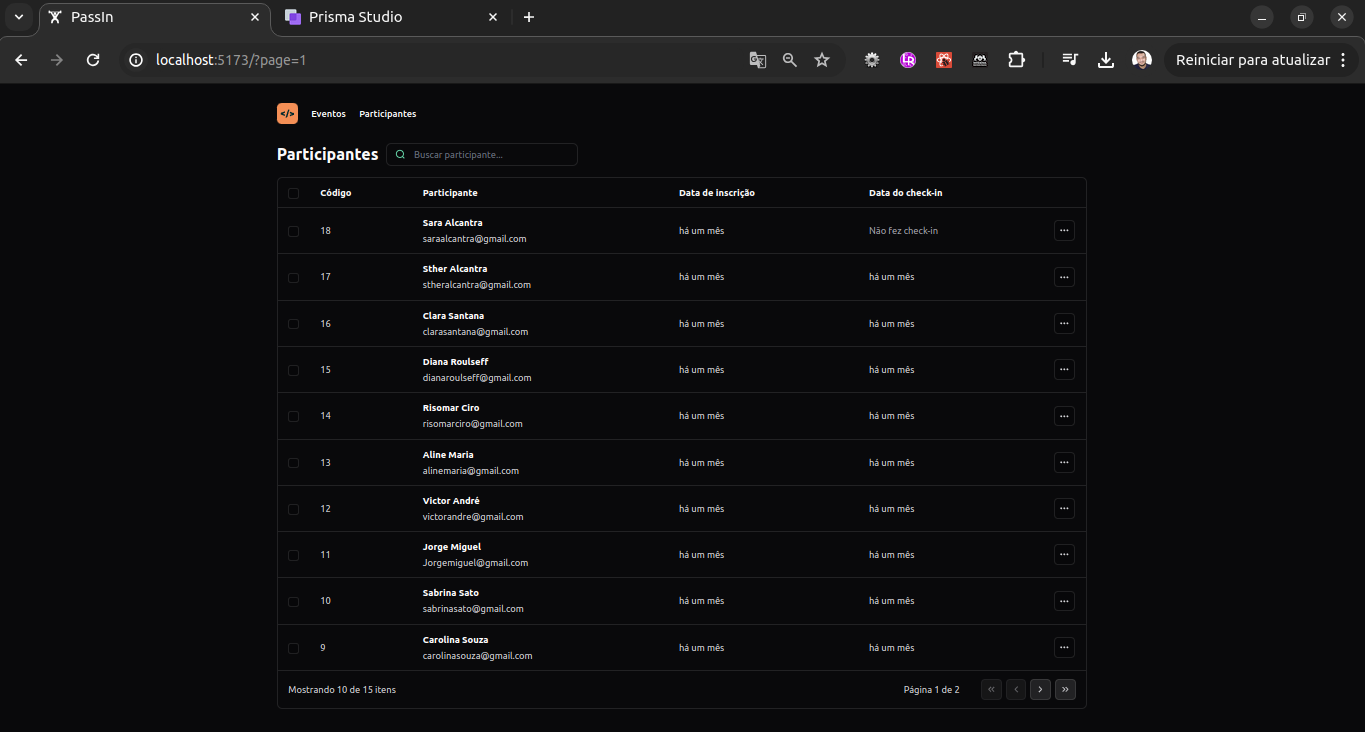 PassIn
Prisma Studio
localhost:5173/?page=1
Reiniciar para atualizar
</> Eventos Participantes
Participantes Buscar participante...
Código Participante Data de inscrição Data do check-in
18 Sara Alcantra há um mês Não fez check-in
saraalcantra@gmail.com
17 Sther Alcantra há um mês há um mês
stheralcantra@gmail.com
16 Clara Santana há um mês há um mês
clarasantana@gmail.com
15 Diana Roulseff há um mês há um mês
dianaroulseff@gmail.com
14 Risomar Ciro há um mês há um mês
risomarciro@gmail.com
13 Aline Maria há um mês há um mês
alinemaria@gmail.com
12 Victor André há um mês há um mês
victorandre@gmail.com
11 Jorge Miguel há um mês há um mês
Jorgemiguel@gmail.com
10 Sabrina Sato há um mês há um mês
sabrinasato@gmail.com
9 Carolina Souza há um mês há um mês
carolinasouza@gmail.com
Mostrando 10 de 15 itens Página 1 de 2